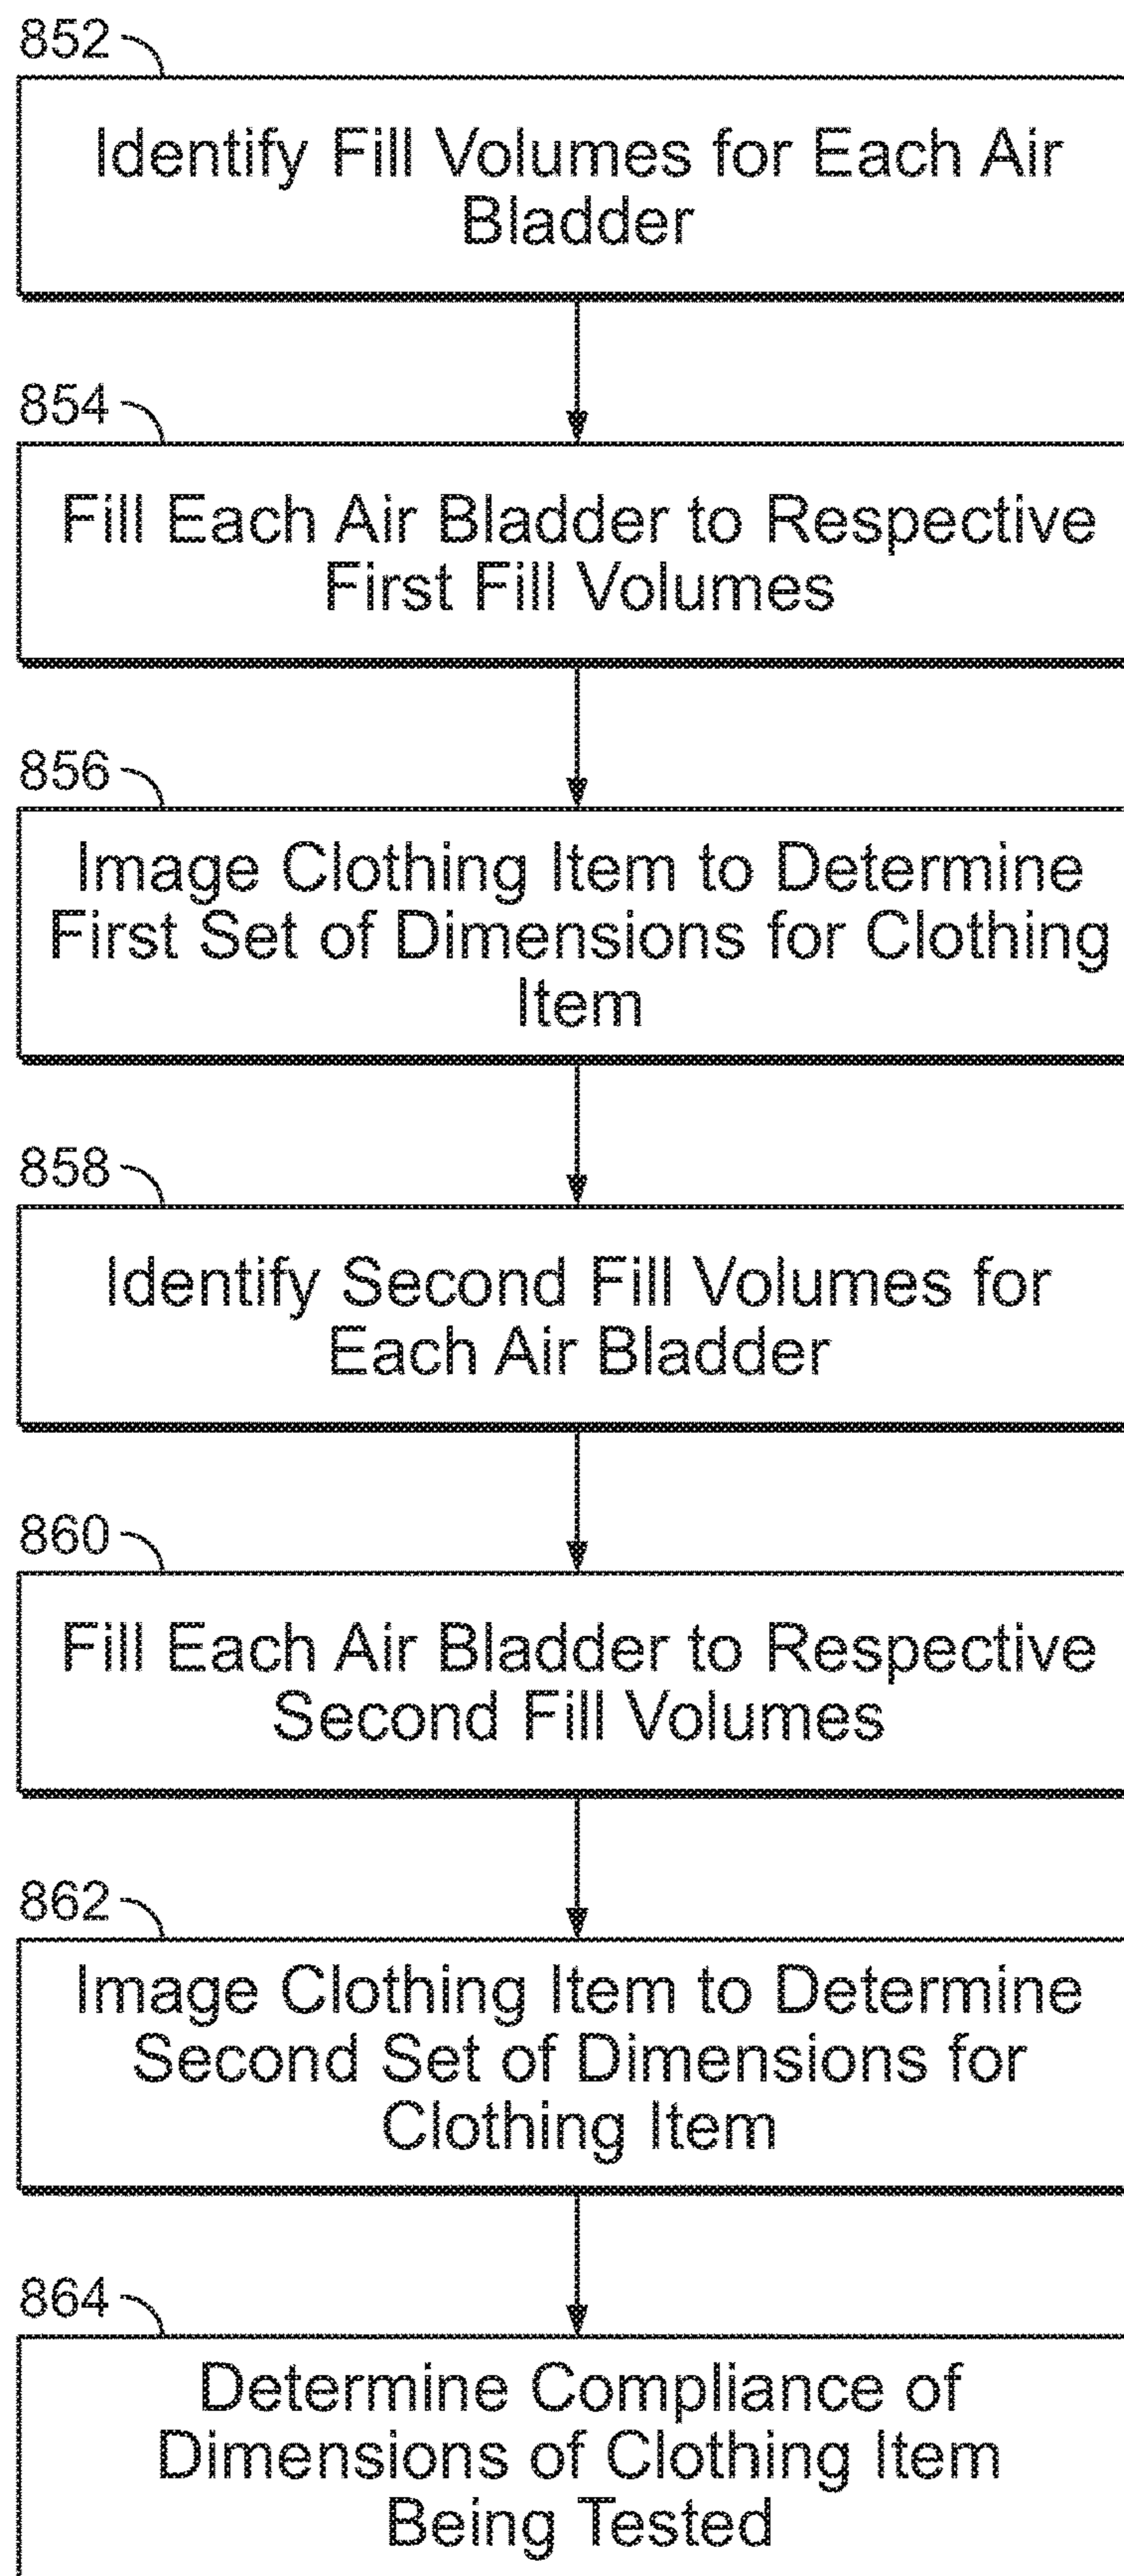 852
Identify Fill Volumes for Each Air
Bladder
854
Fill Each Air Bladder to Respective
First Fill Volumes
856
Image Clothing Item to Determine
First Set of Dimensions for Clothing
Item
858
Identify Second Fill Volumes for
Each Air Bladder
860
Fill Each Air Bladder to Respective
Second Fill Volumes
862
Image Clothing Item to Determine
Second Set of Dimensions for
Clothing Item
864
Determine Compliance of
Dimensions of Clothing Item
Being Tested